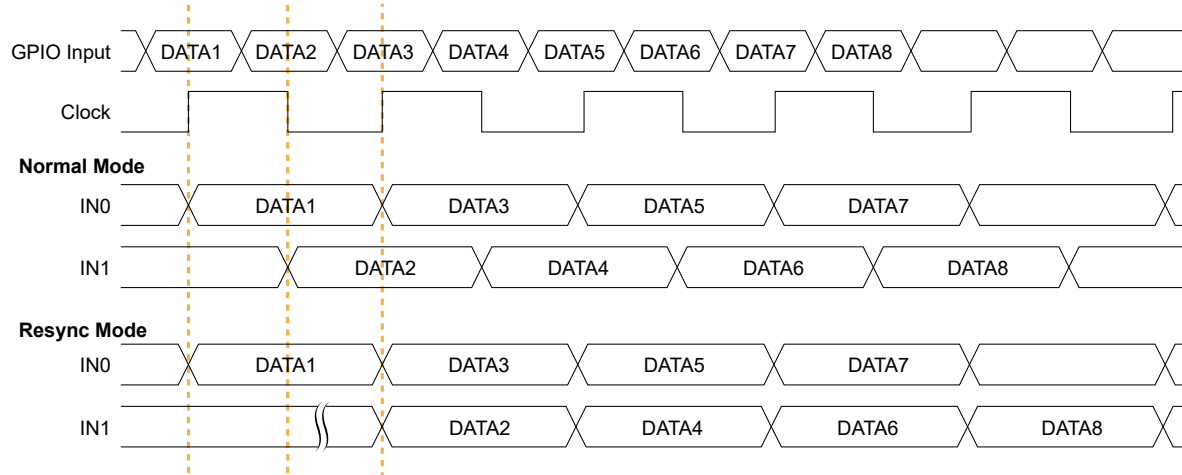 GPIO Input DATA1 DATA2 DATA3 DATA4 DATA5 DATA6 DATA7 DATA8
Clock
Normal Mode
IN0 DATA1 DATA3 DATA5 DATA7
IN1 DATA2 DATA4 DATA6 DATA8
Resync Mode
IN0 DATA1 DATA3 DATA5 DATA7
IN1 DATA2 DATA4 DATA6 DATA8